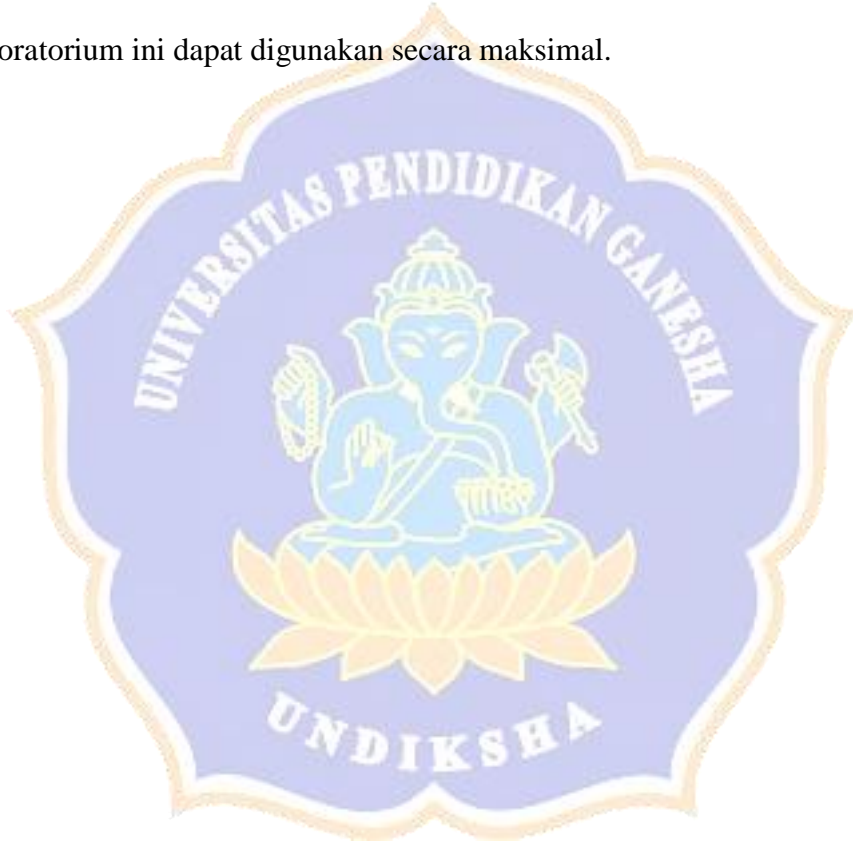 oratorium ini dapat digunakan secara maksimal.
UNIVERSITAS PENDIDIKAN GANESHA
UNDIKSHA